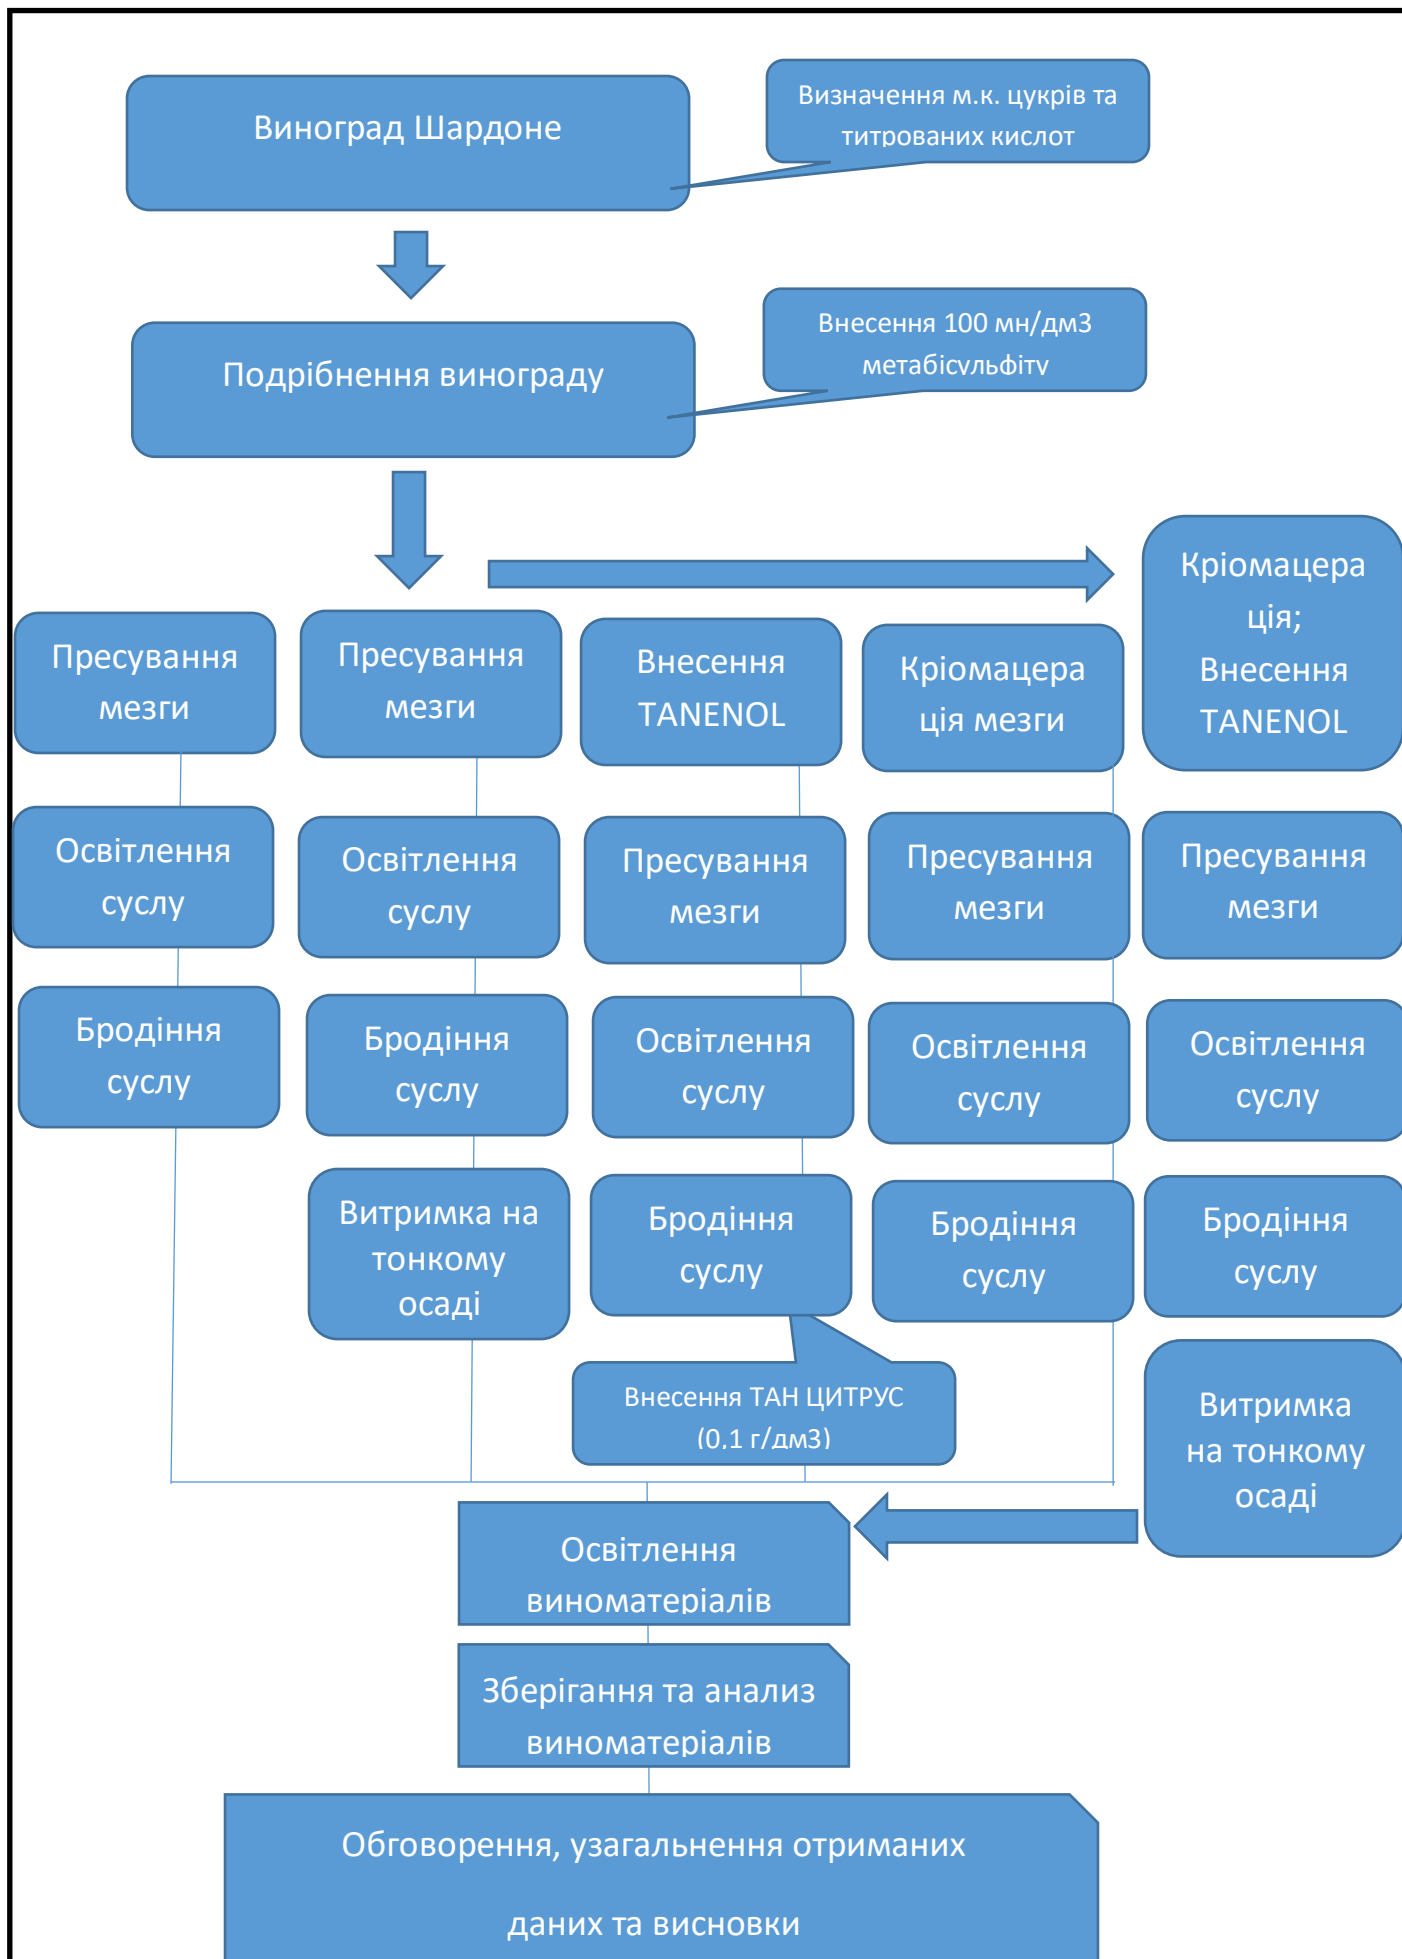 Виноград Шардоне
Визначення м.к. цукрів та
титрованих кислот
Подрібнення винограду
Внесення 100 мн/дм3
метабісульфіту
Пресування
мезги
Пресування
мезги
Внесення
TANENOL
Кріомацера
ція мезги
Кріомацера
ція;
Внесення
TANENOL
Освітлення
суслу
Освітлення
суслу
Пресування
мезги
Пресування
мезги
Пресування
мезги
Бродіння
суслу
Бродіння
суслу
Освітлення
суслу
Освітлення
суслу
Освітлення
суслу
Витримка на
тонкому
осаді
Бродіння
суслу
Бродіння
суслу
Бродіння
суслу
Внесення ТАН ЦИТРУС
(0,1 г/дм3)
Витримка
на тонкому
осаді
Освітлення
виноматеріалів
Зберігання та анализ
виноматеріалів
Обговорення, узагальнення отриманих
даних та висновки